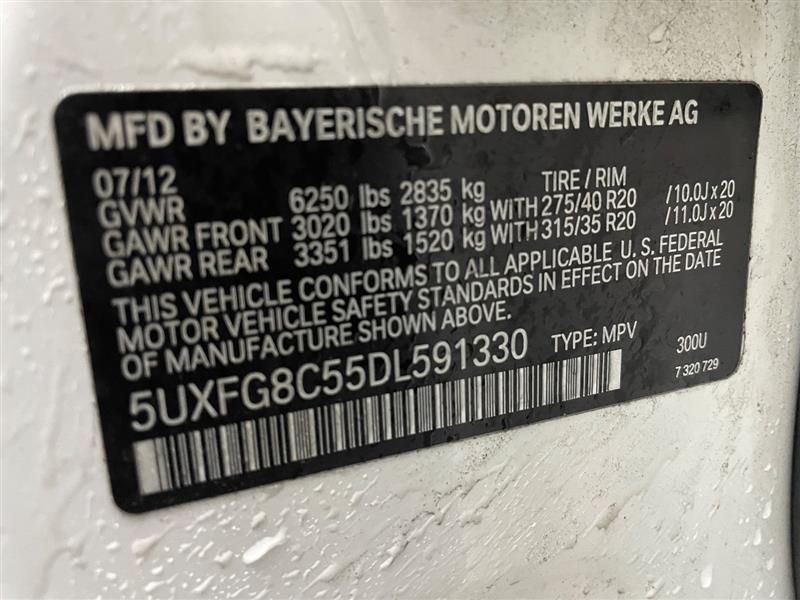 MFD BY BAYERISCHE MOTOREN WERKE AG
07/12 TIRE / RIM
GVWR 6250 lbs 2835 kg
GAWR FRONT 3020 lbs 1370 kg WITH 275/40 R20 /10.0J x 20
GAWR REAR 3351 lbs 1520 kg WITH 315/35 R20 /11.0J x 20
THIS VEHICLE CONFORMS TO ALL APPLICABLE U. S. FEDERAL
MOTOR VEHICLE SAFETY STANDARDS IN EFFECT ON THE DATE
OF MANUFACTURE SHOWN ABOVE.
5UXFG8C55DL591330 TYPE: MPV 300U
7 320 729